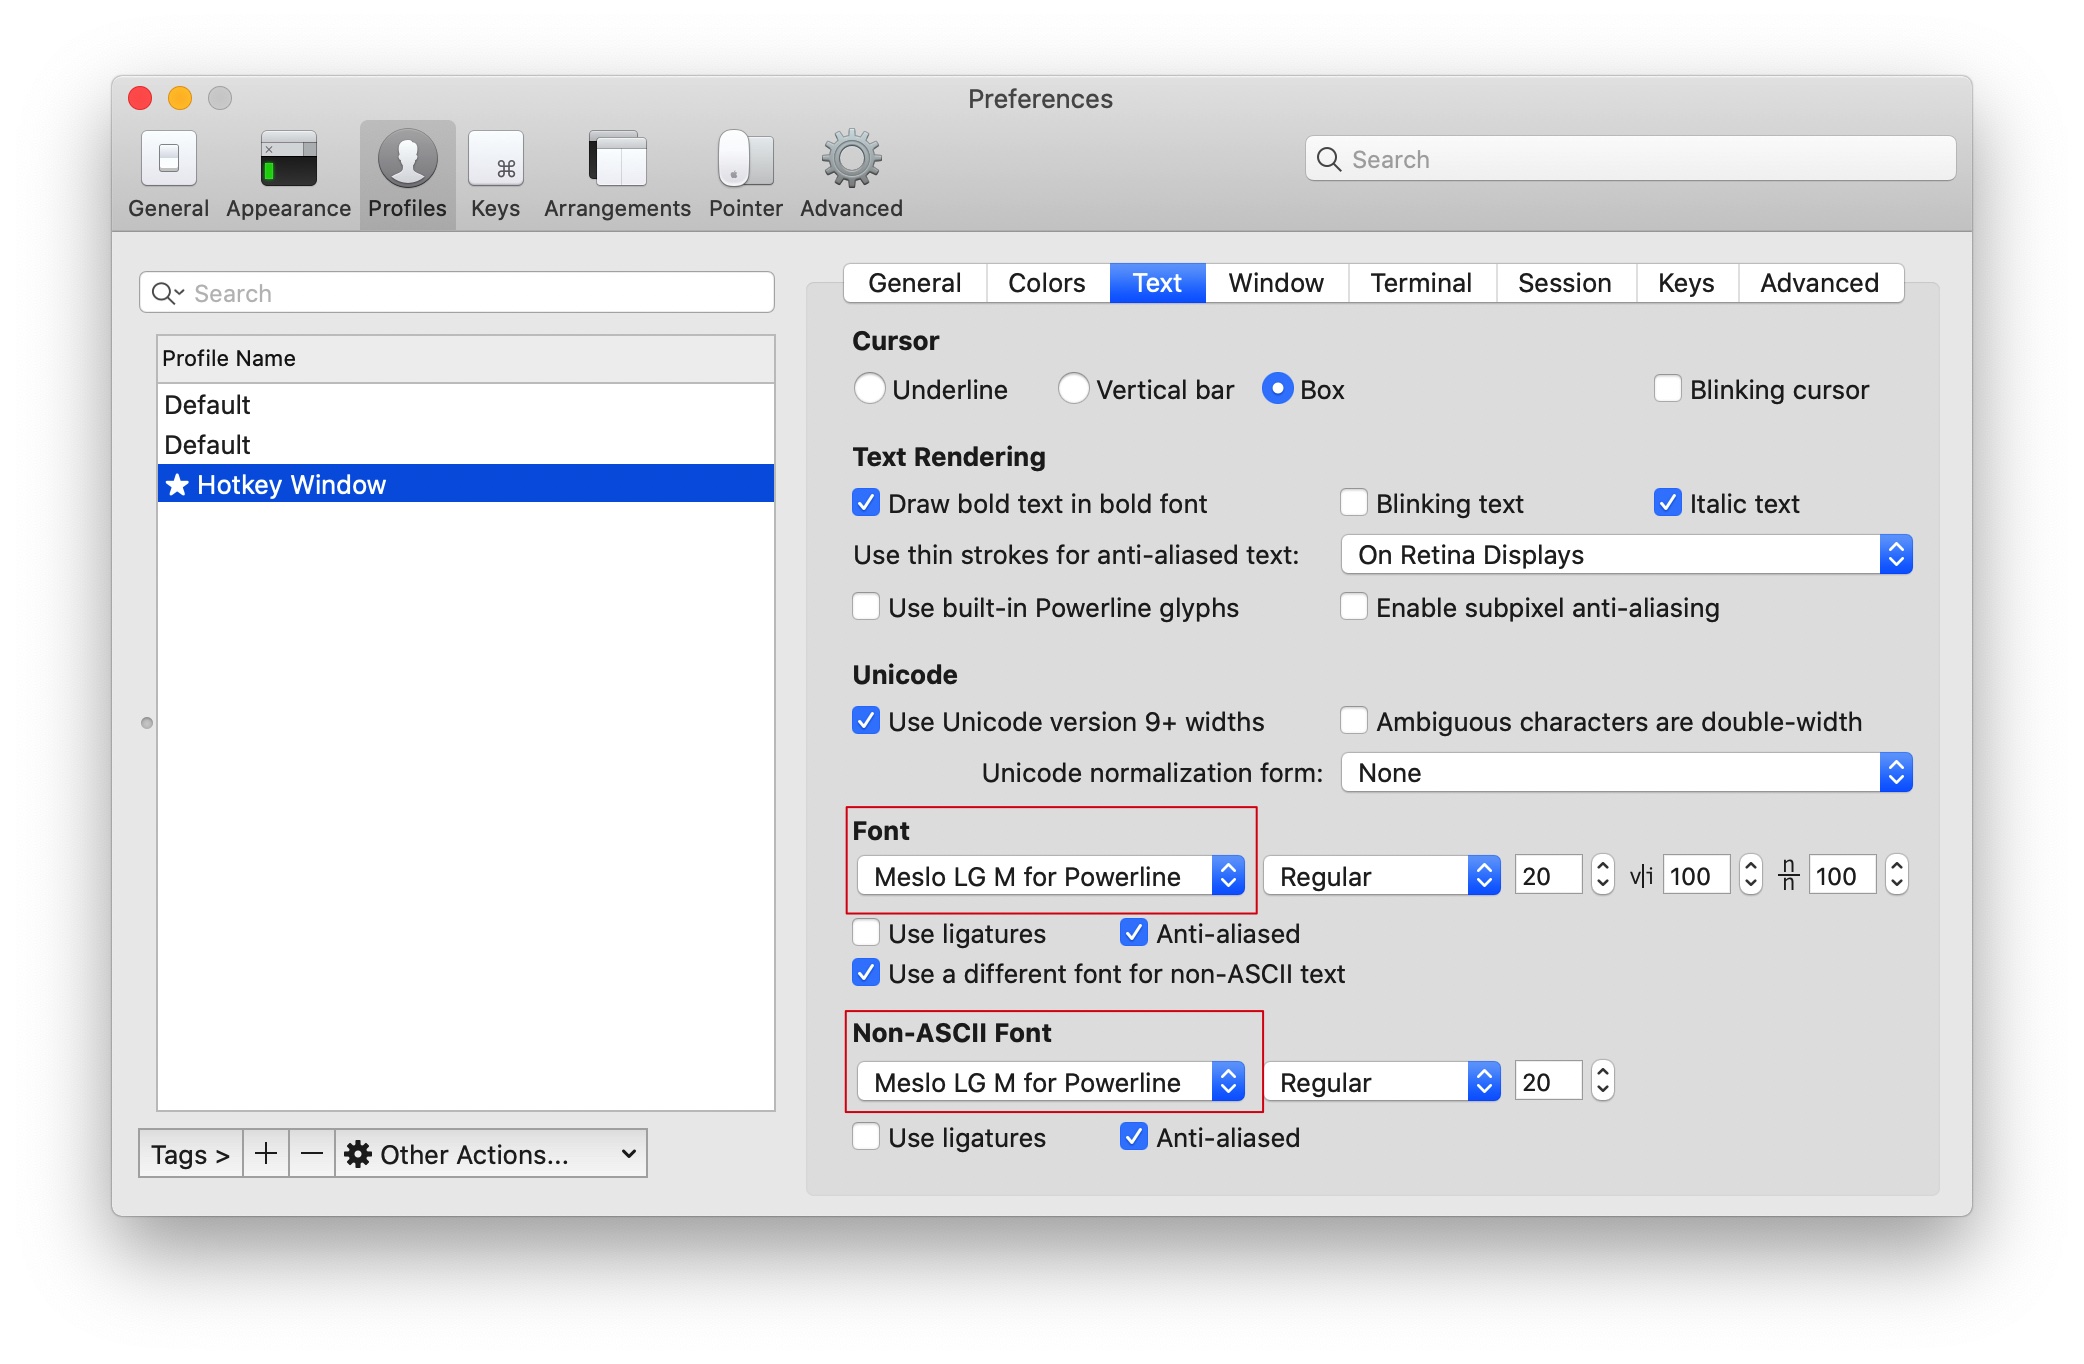 Preferences
General Appearance Profiles Keys Arrangements Pointer Advanced
Search
Search
Profile Name
Default
Default
★ Hotkey Window
Tags > + — Other Actions...
General Colors Text Window Terminal Session Keys Advanced
Cursor
Underline Vertical bar Box Blinking cursor
Text Rendering
Draw bold text in bold font Blinking text Italic text
Use thin strokes for anti-aliased text: On Retina Displays
Use built-in Powerline glyphs Enable subpixel anti-aliasing
Unicode
Use Unicode version 9+ widths Ambiguous characters are double-width
Unicode normalization form: None
Font
Meslo LG M for Powerline Regular 20 v|i 100 n/n 100
Use ligatures Anti-aliased
Use a different font for non-ASCII text
Non-ASCII Font
Meslo LG M for Powerline Regular 20
Use ligatures Anti-aliased